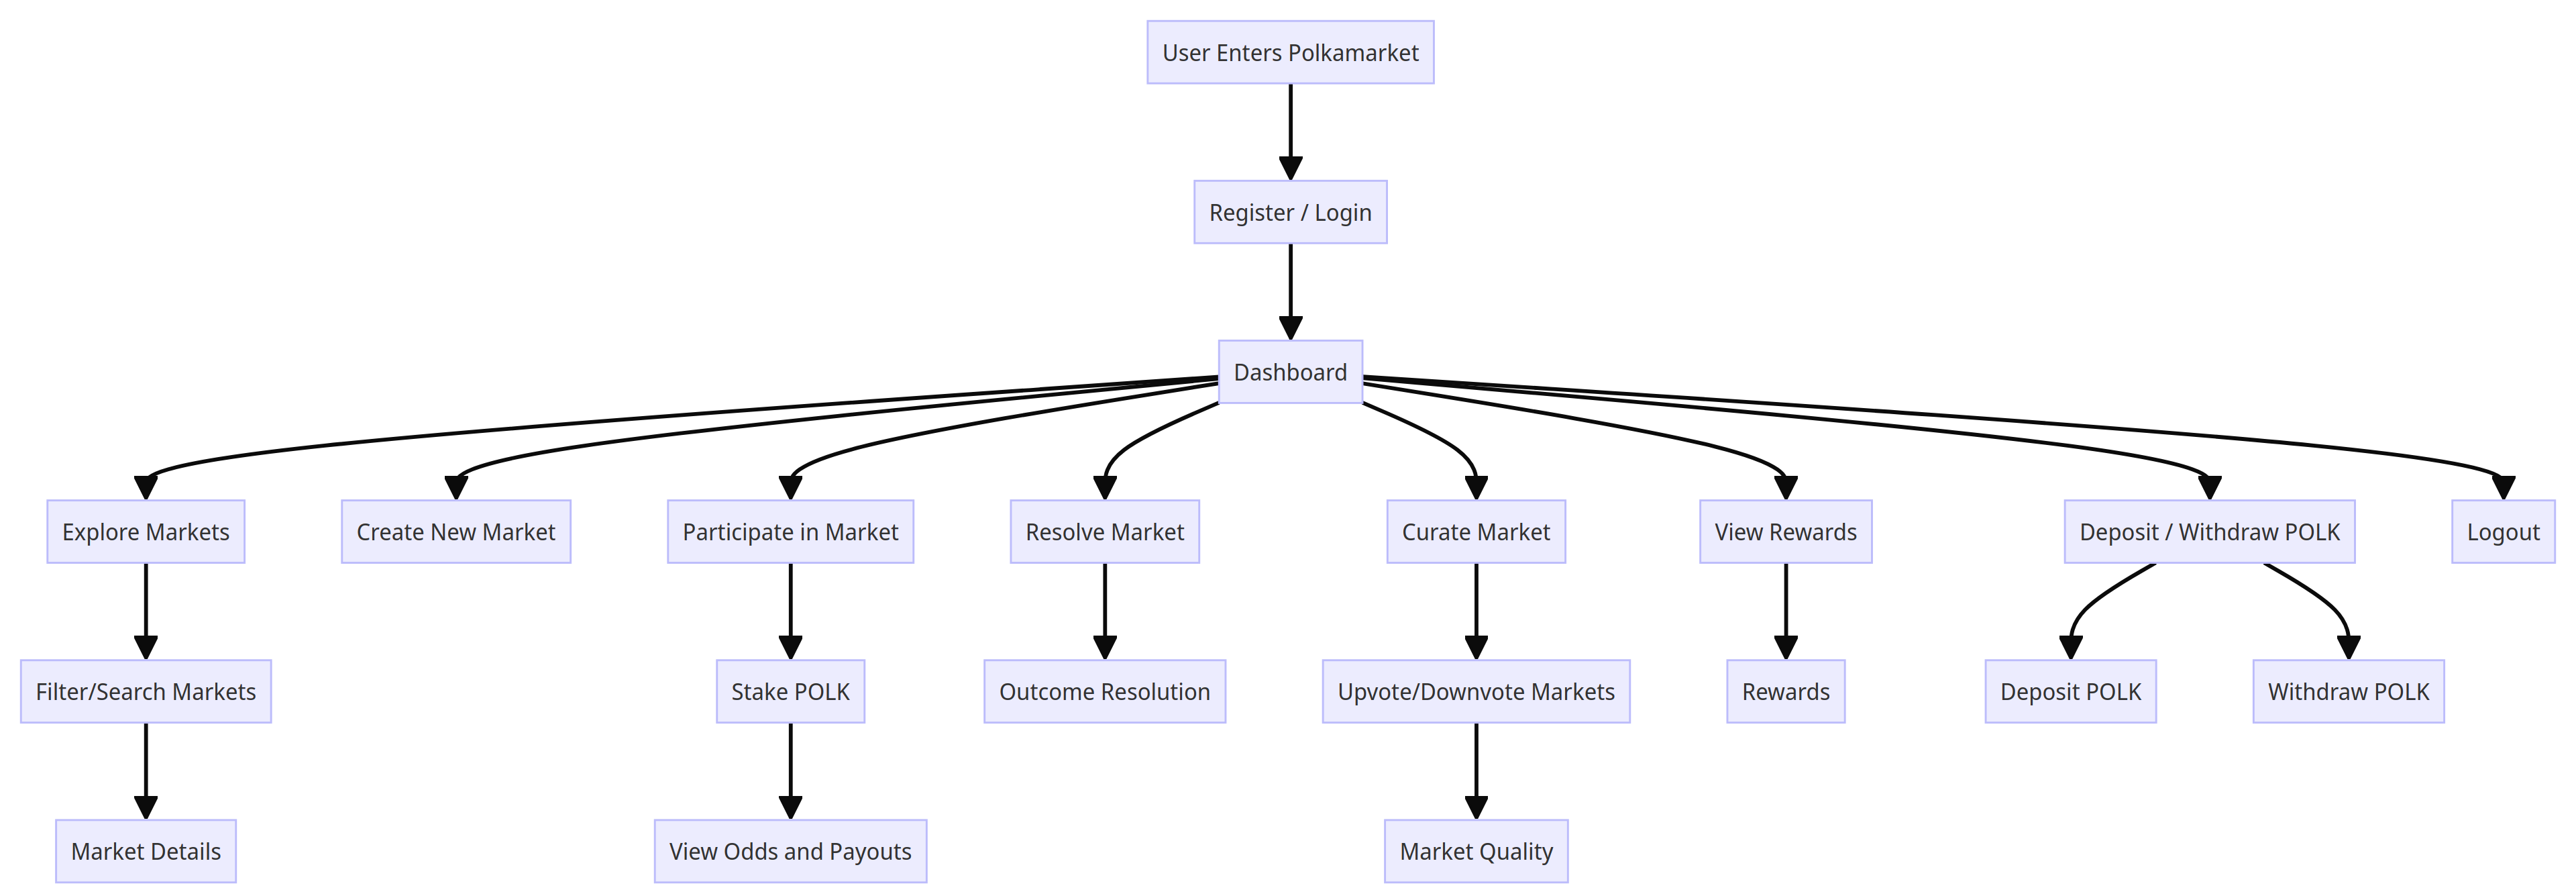 User Enters Polkamarket
Register / Login
Dashboard
Explore Markets
Create New Market
Participate in Market
Resolve Market
Curate Market
View Rewards
Deposit / Withdraw POLK
Logout
Filter/Search Markets
Stake POLK
Outcome Resolution
Upvote/Downvote Markets
Rewards
Deposit POLK
Withdraw POLK
Market Details
View Odds and Payouts
Market Quality